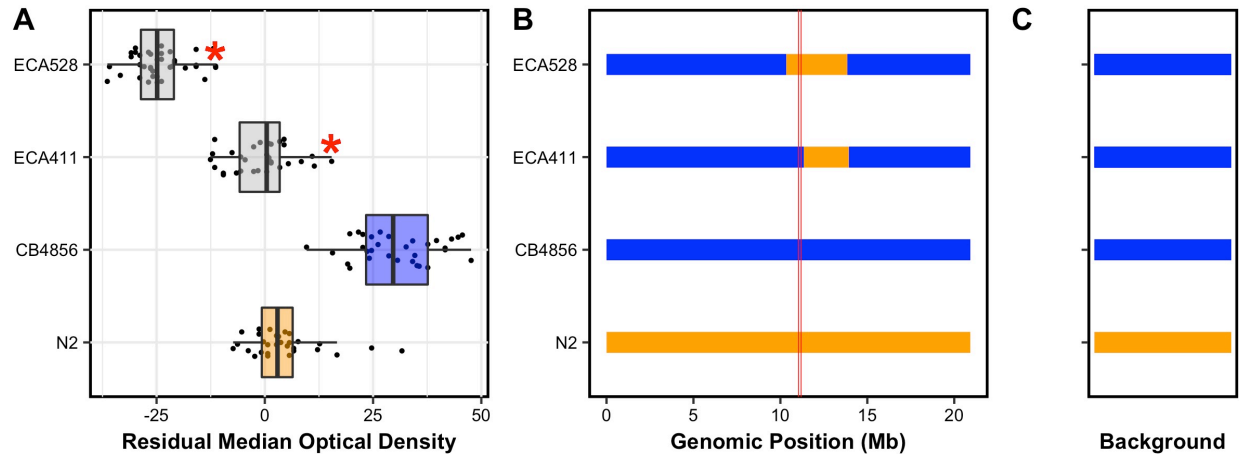 A
B
C
ECA528
ECA411
CB4856
N2
-25
0
25
50
Residual Median Optical Density
ECA528
ECA411
CB4856
N2
0
5
10
15
20
Genomic Position (Mb)
Background